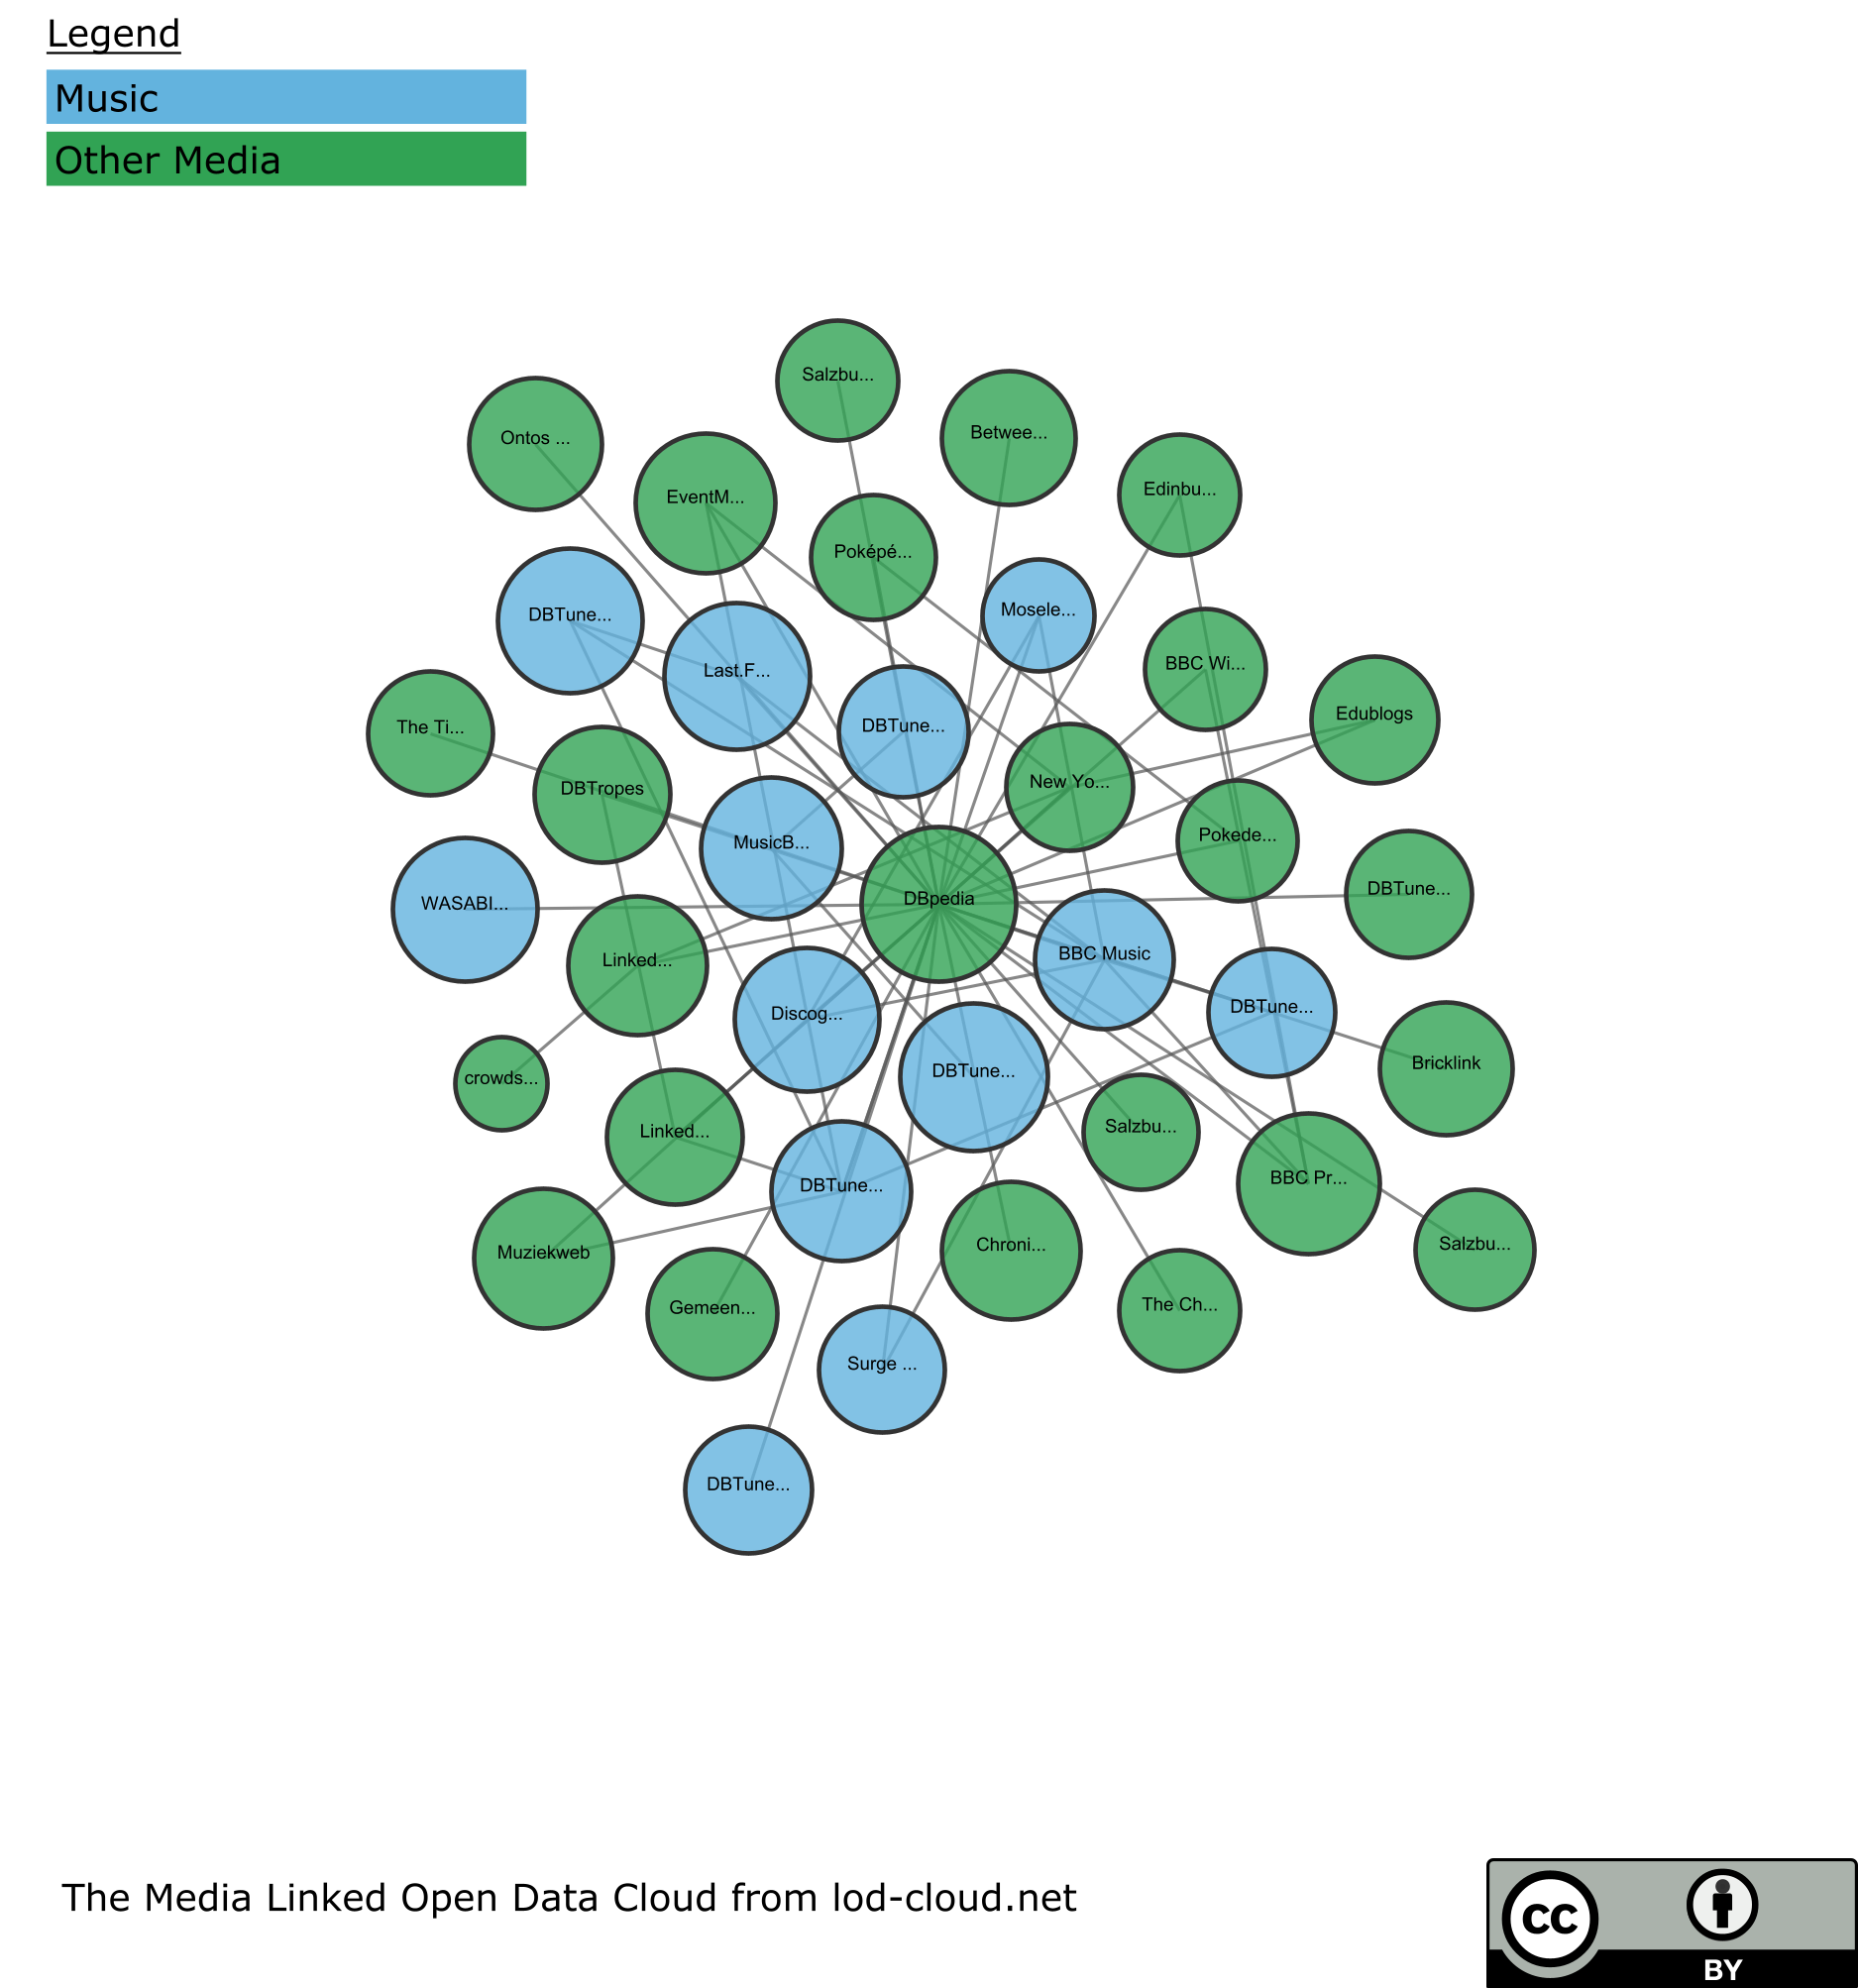 Legend
Music
Other Media
Salzbu...
Betwee...
Ontos ...
Edinbu...
EventM...
Poképé...
DBTune...
Mosele...
BBC Wi...
Last.F...
Edublogs
The Ti...
DBTune...
New Yo...
DBTropes
Pokede...
MusicB...
DBTune...
WASABI...
DBpedia
Linked...
BBC Music
DBTune...
Discog...
Bricklink
crowds...
DBTune...
Linked...
Salzbu...
BBC Pr...
DBTune...
Muziekweb
Chroni...
Salzbu...
Gemeen...
The Ch...
Surge ...
DBTune...
The Media Linked Open Data Cloud from lod-cloud.net
cc
BY